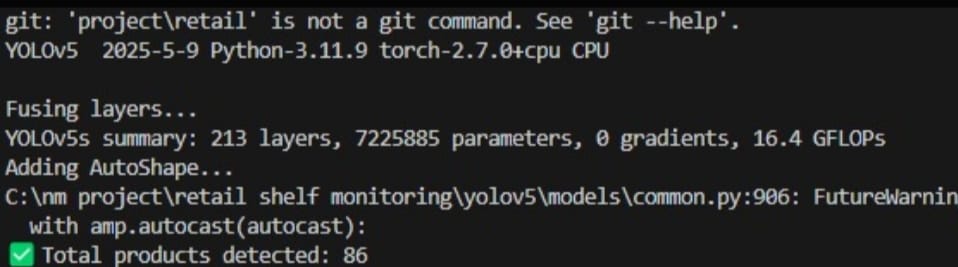 git: 'project\retail' is not a git command. See 'git --help'.
YOLOv5  2025-5-9 Python-3.11.9 torch-2.7.0+cpu CPU
Fusing layers...
YOLOv5s summary: 213 layers, 7225885 parameters, 0 gradients, 16.4 GFLOPs
Adding AutoShape...
C:\nm project\retail shelf monitoring\yolov5\models\common.py:906: FutureWarnin
  with amp.autocast(autocast):
✅ Total products detected: 86